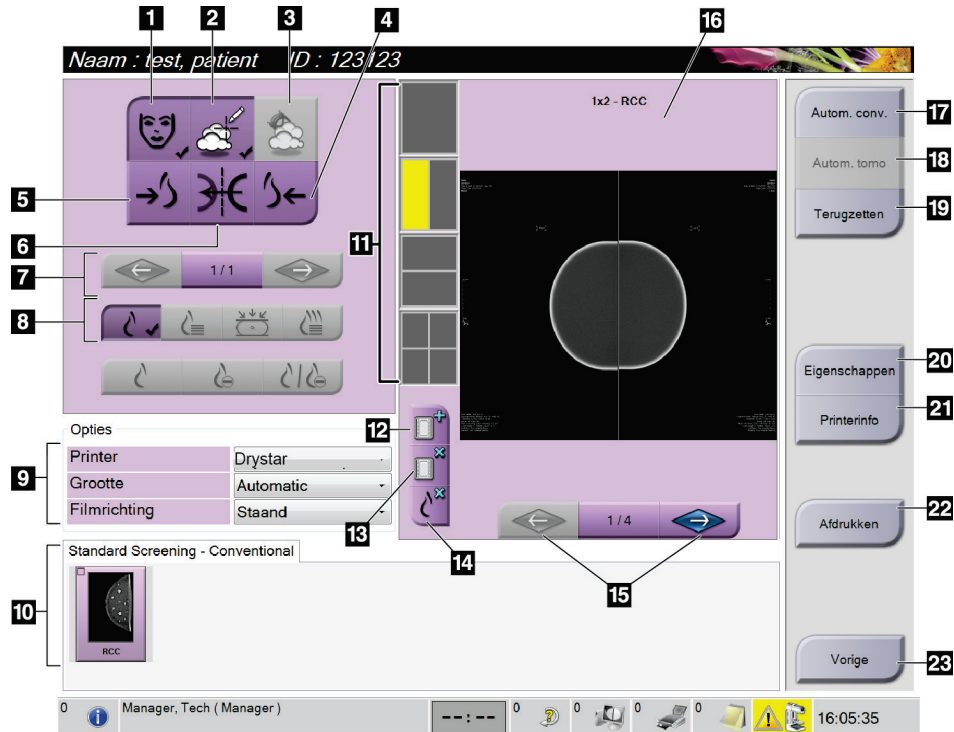 1
2
3
4
16
Naam : test, patient ID : 123123
1x2 - RCC
Autom. conv.
17
Autom. tomo
18
Terugzetten
19
5
6
7
1/1
11
8
Eigenschappen
20
Printerinfo
21
Opties
12
9
Printer
Drystar
Grootte
Automatic
Filmrichting
Staand
13
14
1/4
15
Afdrukken
22
10
Standard Screening - Conventional
RCC
Vorige
23
0
Manager, Tech ( Manager )
--:--
0
0
0
0
16:05:35